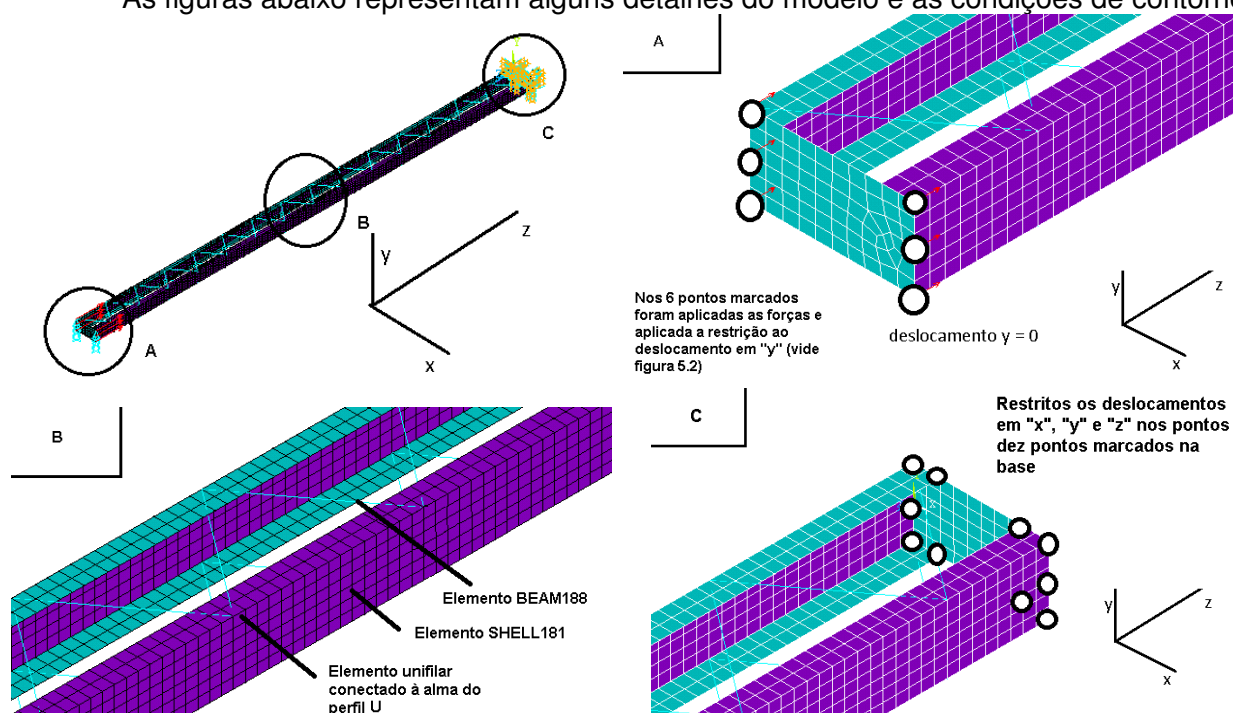 As figuras abaixo representam alguns detalhes do modelo e as condições de contorno
C
B
A
y
z
x
A
Nos 6 pontos marcados
foram aplicadas as forças e
aplicada a restrição ao
deslocamento em "y" (vide
figura 5.2)
deslocamento y = 0
y
z
x
B
Elemento BEAM188
Elemento SHELL181
Elemento unifilar
conectado à alma do
perfil U
C
Restritos os deslocamentos
em "x", "y" e "z" nos pontos
dez pontos marcados na
base
X
y
z
x